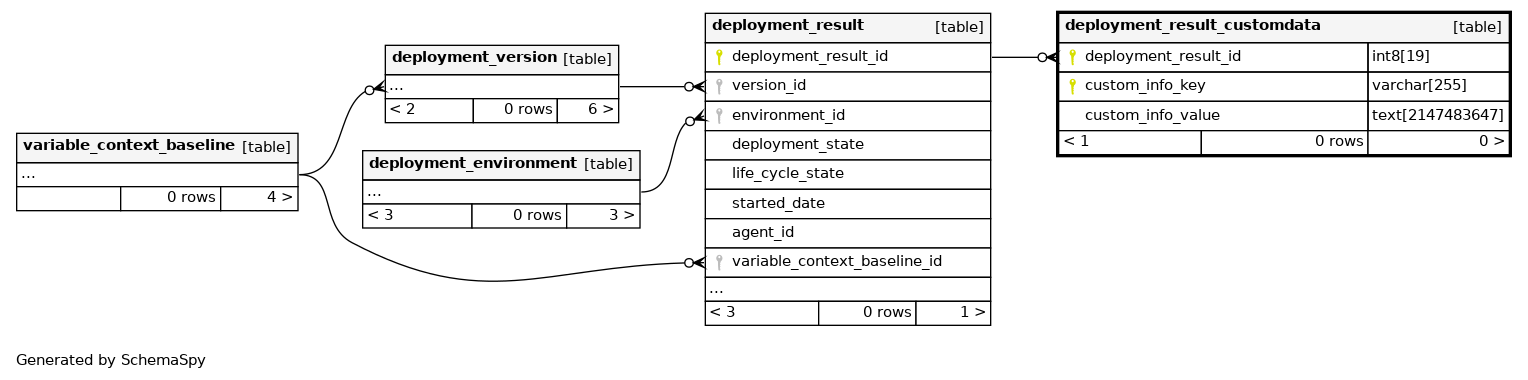 variable_context_baseline [table]
...
0 rows 4 >
deployment_version [table]
...
< 2 0 rows 6 >
deployment_environment [table]
...
< 3 0 rows 3 >
deployment_result [table]
deployment_result_id
version_id
environment_id
deployment_state
life_cycle_state
started_date
agent_id
variable_context_baseline_id
...
< 3 0 rows 1 >
deployment_result_customdata [table]
deployment_result_id int8[19]
custom_info_key varchar[255]
custom_info_value text[2147483647]
< 1 0 rows 0 >
Generated by SchemaSpy